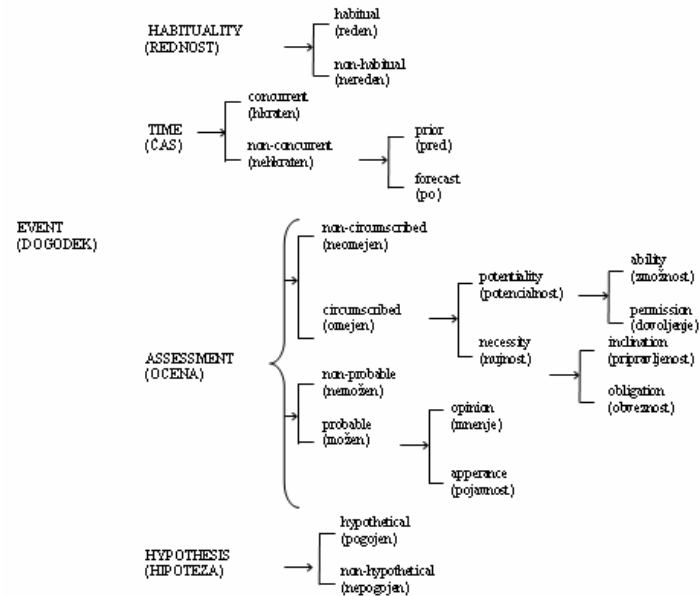 HABITUALITY
(REDNOST)
habitual
(reden)
non-habitual
(nereden)
TIME
(ČAS)
concurrent
(hkraten)
non-concurrent
(nehkraten)
prior
(pred)
forecast
(po)
EVENT
(DOGODEK)
ASSESSMENT
(OCENA)
non-circumscribed
(neomejen)
circumscribed
(omejen)
potentiality
(potencialnost)
ability
(zmožnost)
permission
(dovoljenje)
necessity
(nujnost)
inclination
(pripravljenost)
obligation
(obveznost)
non-probable
(nemožen)
probable
(možen)
opinion
(mnenje)
apperance
(pojavnost)
HYPOTHESIS
(HIPOTEZA)
hypothetical
(pogojen)
non-hypothetical
(nepogojen)